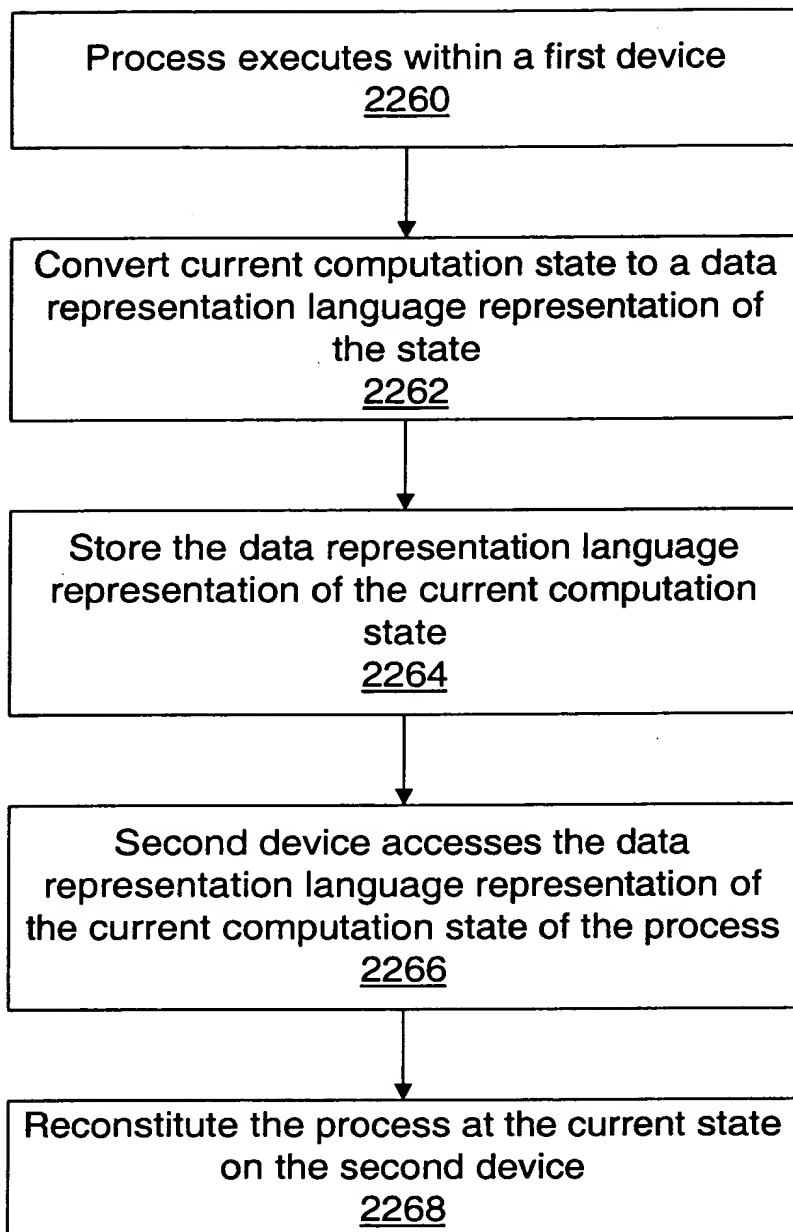 Process executes within a first device
2260
Convert current computation state to a data
representation language representation of
the state
2262
Store the data representation language
representation of the current computation
state
2264
Second device accesses the data
representation language representation of
the current computation state of the process
2266
Reconstitute the process at the current state
on the second device
2268